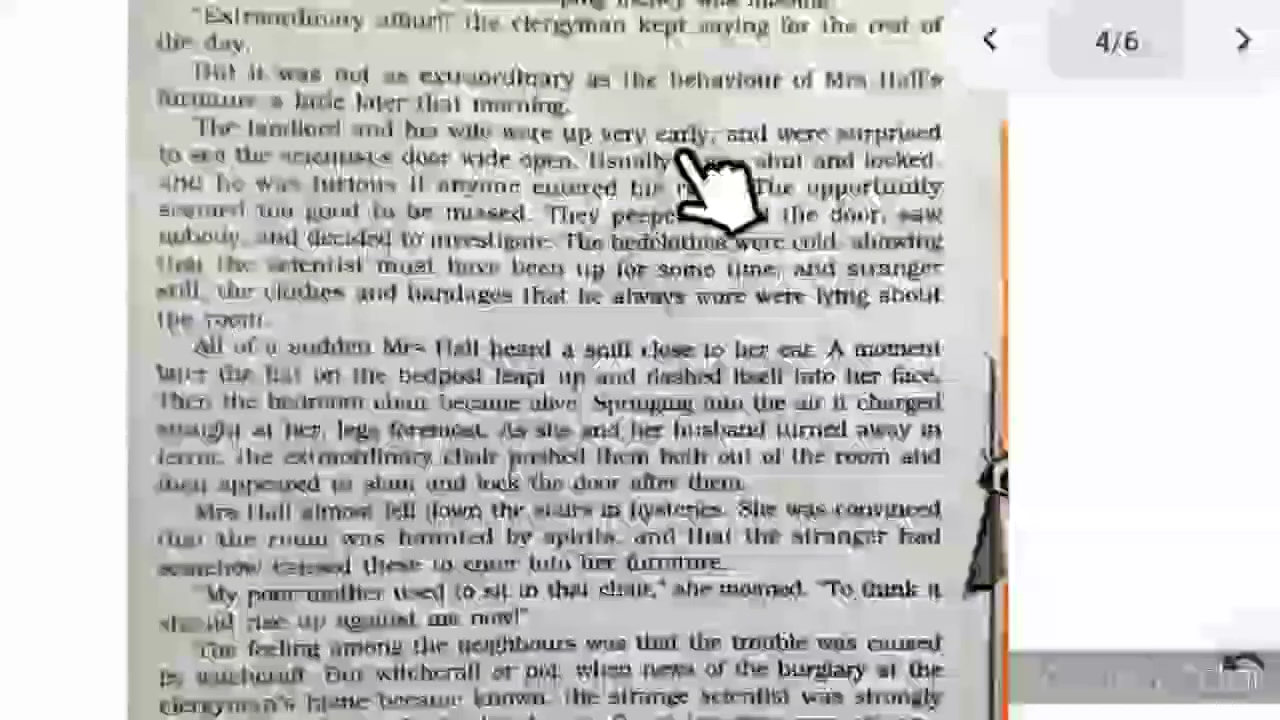 "Extraordinary affair!" the clergyman kept saying for the rest of
the day.
But it was not as extraordinary as the behaviour of Mrs Hall's
furniture a little later that morning.
The landlord and his wife were up very early, and were surprised
to see the scientist's door wide open. Usually shut and locked,
and he was furious if anyone entered his The opportunity
seemed too good to be missed. They the door, saw
nobody, and decided to investigate. The bedclothes were cold, showing
that the scientist must have been up for some time; and stranger
still, the clothes and bandages that he always wore were lying about
the room.
All of a sudden Mrs Hall heard a sniff close to her ear. A moment
later the hat on the bedpost leapt up and dashed itself into her face.
Then the bedroom chair became alive. Springing into the air it charged
straight at her, legs foremost. As she and her husband turned away in
terror, the extraordinary chair pushed them both out of the room and
then appeared to slam and lock the door after them.
Mrs Hall almost fell down the stairs in hysterics. She was convinced
that the room was haunted by spirits, and that the stranger had
somehow caused these to enter into her furniture.
"My poor mother used to sit in that chair," she moaned. "To think it
should rise up against me now!"
The feeling among the neighbours was that the trouble was caused
by witchcraft. But witchcraft or not, when news of the burglary at the
clergyman's home became known, the strange scientist was strongly
4/6